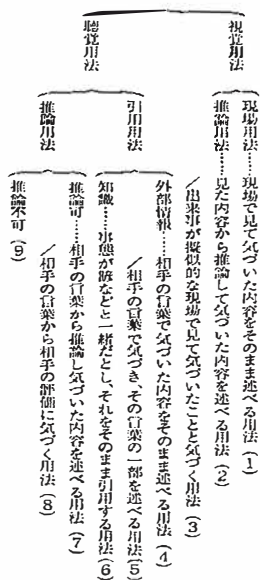 視覚用法
現場用法……現場で見て気づいた内容をそのまま述べる用法（1）
推論用法……見た内容から推論して気づいた内容を述べる用法（2）
／出来事が擬似的な現場で見て気づいたことと気づく用法（3）
聴覚用法
引用用法
外部情報……相手の言葉で気づいた内容をそのまま述べる用法（4）
／相手の言葉で気づき、その言葉の一部を述べる用法（5）
知識……事態が諺などと一緒だとし、それをそのまま引用する用法（6）
推論用法
推論可……相手の言葉から推論し気づいた内容を述べる用法（7）
／相手の言葉から相手の評価に気づく用法（8）
推論不可（9）